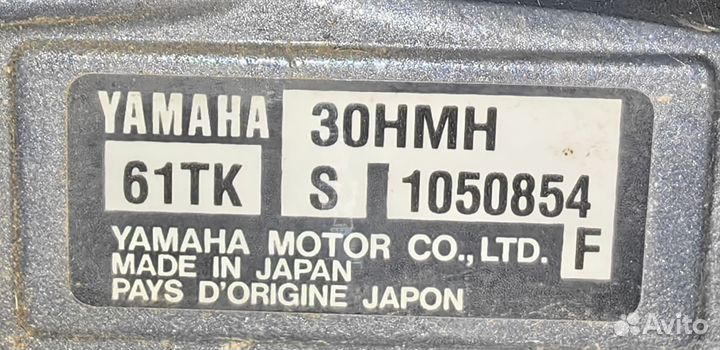 YAMAHA 30HMH
61TK S 1050854
YAMAHA MOTOR CO., LTD. F
MADE IN JAPAN
PAYS D'ORIGINE JAPON
Avito